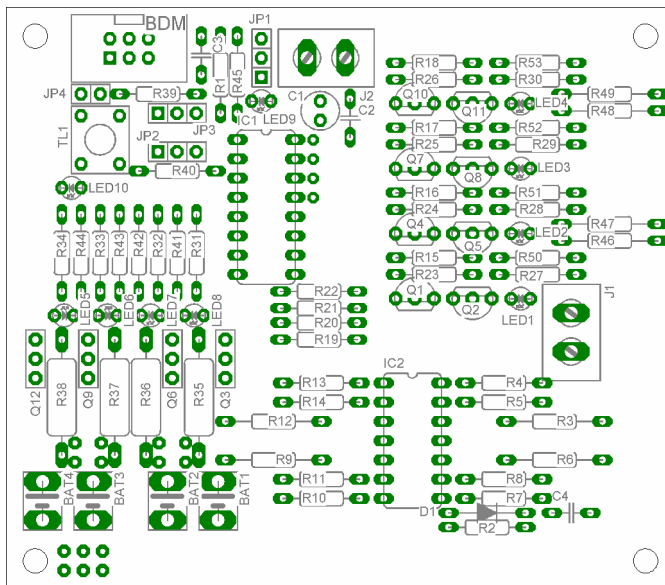 BDM
JP1
C3
R1
R45
J2
JP4
R39
LED9
C1
C2
TL1
JP3
JP2
IC1
R40
LED10
R18
R53
R26
R30
Q10
Q11
LED4
R49
R48
R17
R52
R25
R29
Q7
Q8
LED3
R16
R51
R24
R28
Q4
Q5
LED2
R47
R46
R15
R50
R23
R27
Q1
Q2
LED1
J1
R34
R44
R33
R43
R42
R32
R41
R31
LED5
LED6
LED7
LED8
R22
R21
R20
R19
Q12
R38
Q9
R37
R36
Q6
R35
Q3
IC2
R13
R14
R12
R9
R11
R10
R4
R5
R3
R6
R8
R7
D1
R2
C4
BAT4
BAT3
BAT2
BAT1